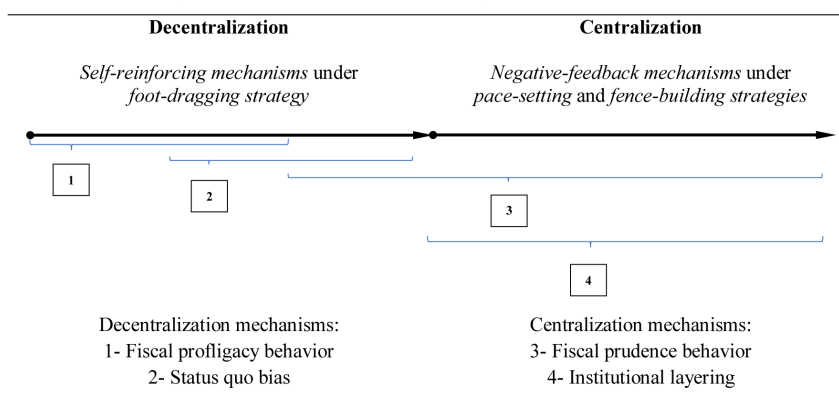 Decentralization
Centralization
Self-reinforcing mechanisms under
foot-dragging strategy
Negative-feedback mechanisms under
pace-setting and fence-building strategies
1
2
3
4
Decentralization mechanisms:
1- Fiscal profligacy behavior
2- Status quo bias
Centralization mechanisms:
3- Fiscal prudence behavior
4- Institutional layering